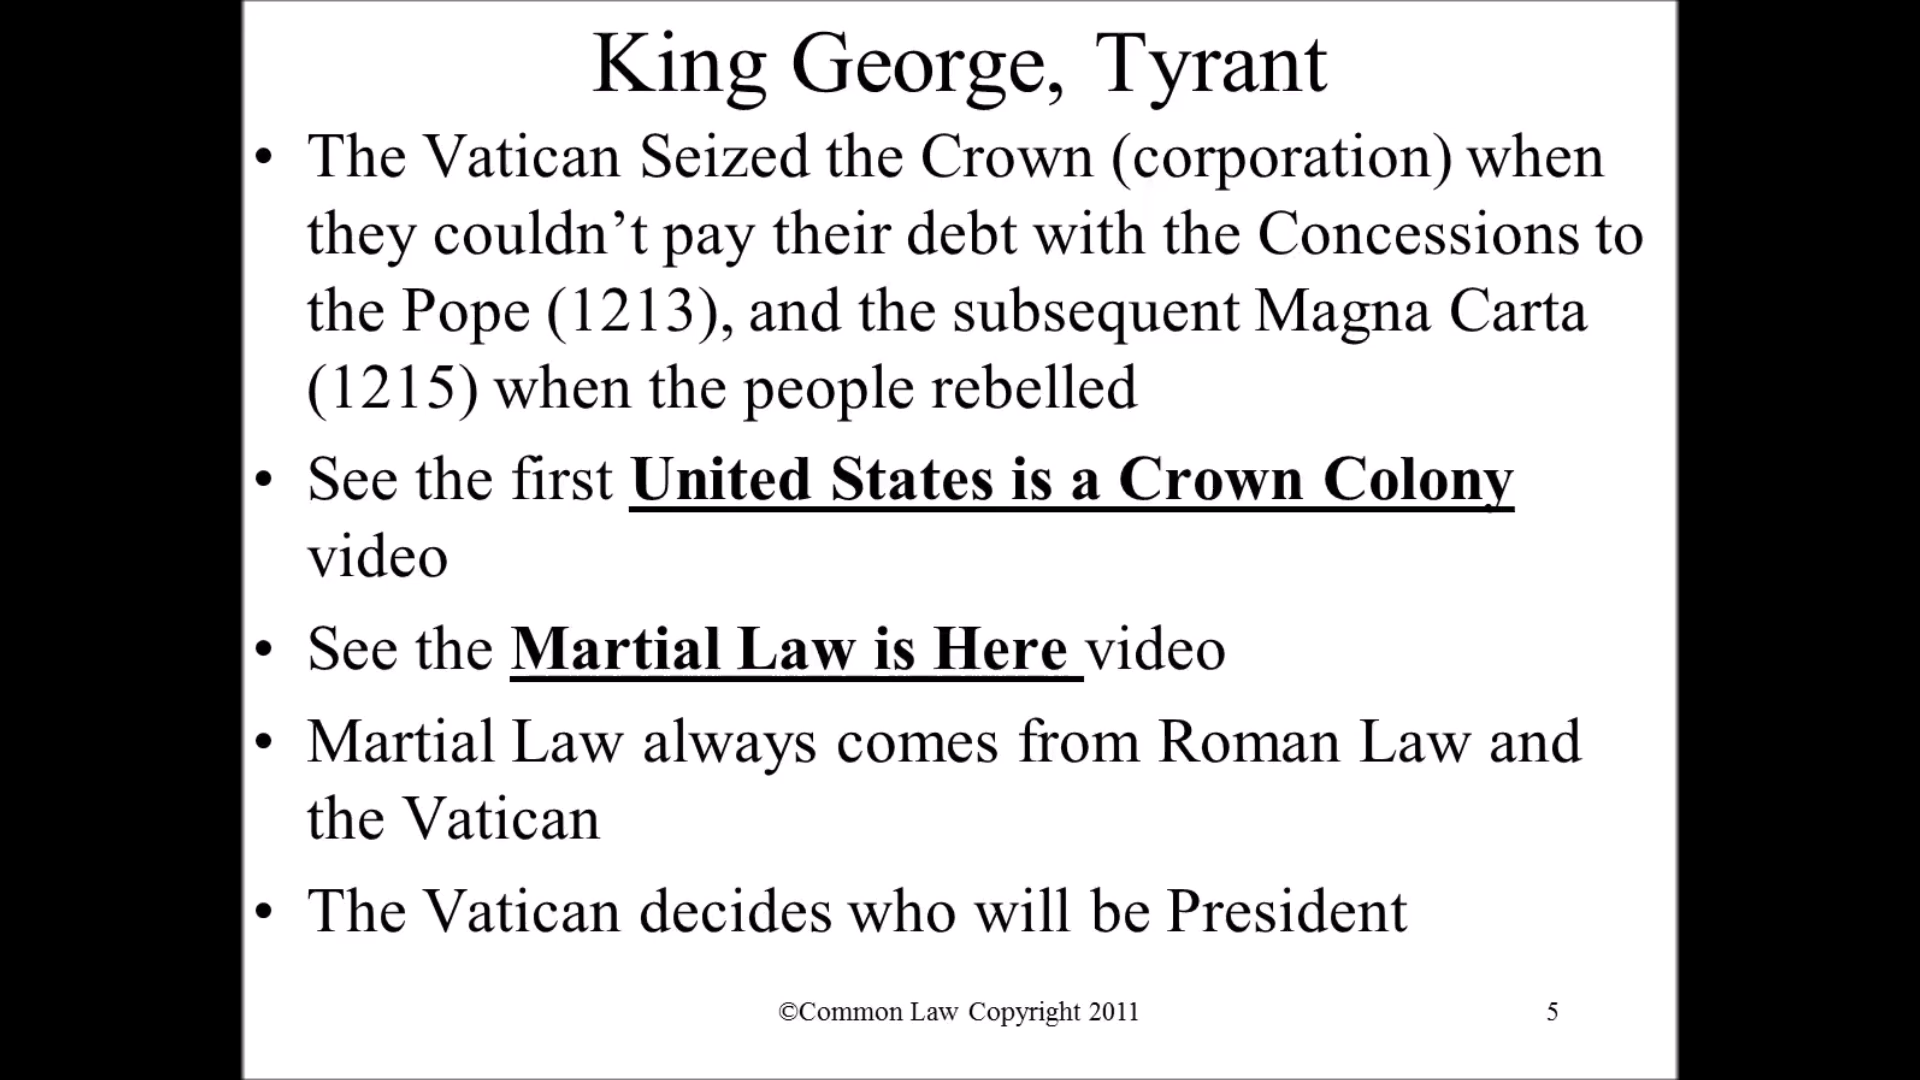 King George, Tyrant
• The Vatican Seized the Crown (corporation) when
they couldn’t pay their debt with the Concessions to
the Pope (1213), and the subsequent Magna Carta
(1215) when the people rebelled
• See the first United States is a Crown Colony
video
• See the Martial Law is Here video
• Martial Law always comes from Roman Law and
the Vatican
• The Vatican decides who will be President
©Common Law Copyright 2011
5